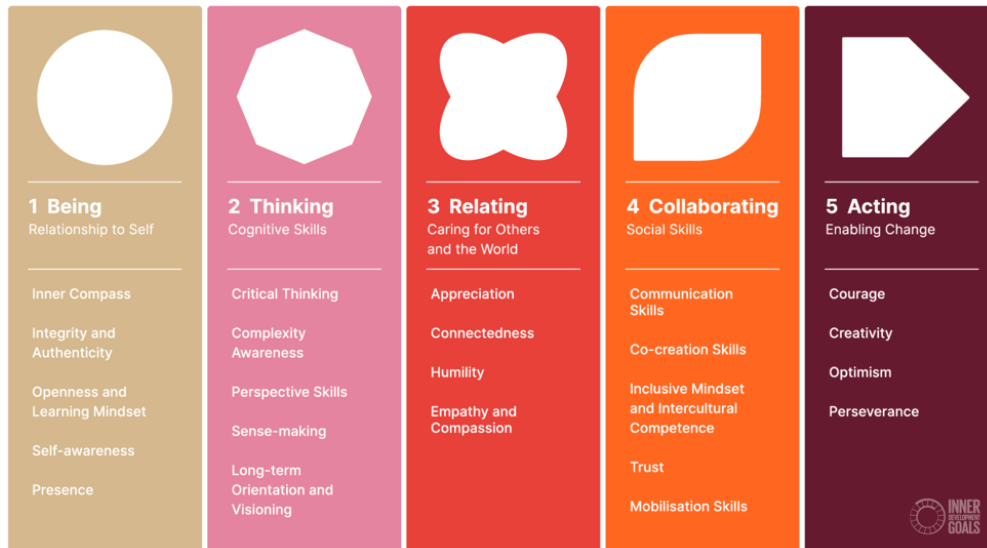 1 Being
Relationship to Self
Inner Compass
Integrity and
Authenticity
Openness and
Learning Mindset
Self-awareness
Presence
2 Thinking
Cognitive Skills
Critical Thinking
Complexity
Awareness
Perspective Skills
Sense-making
Long-term
Orientation and
Visioning
3 Relating
Caring for Others
and the World
Appreciation
Connectedness
Humility
Empathy and
Compassion
4 Collaborating
Social Skills
Communication
Skills
Co-creation Skills
Inclusive Mindset
and Intercultural
Competence
Trust
Mobilisation Skills
5 Acting
Enabling Change
Courage
Creativity
Optimism
Perseverance
INNER
DEVELOPMENT
GOALS